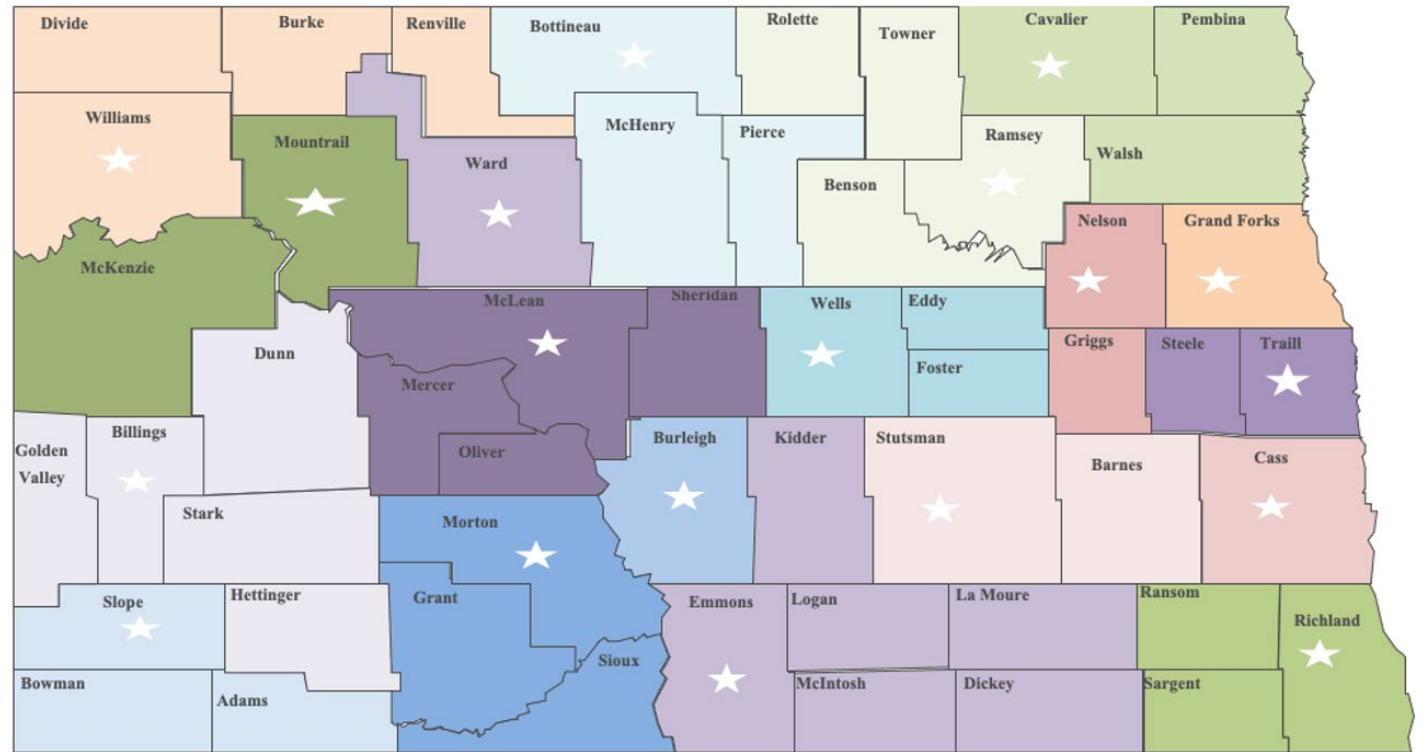 Divide
Burke
Renville
Bottineau
Rolette
Towner
Cavalier
Pembina
Williams
Mountrail
Ward
McHenry
Pierce
Benson
Ramsey
Walsh
McKenzie
Nelson
Grand Forks
Dunn
McLean
Sheridan
Wells
Eddy
Foster
Griggs
Steele
Traill
Mercer
Oliver
Golden
Valley
Billings
Stark
Burleigh
Kidder
Stutsman
Barnes
Cass
Morton
Slope
Hettinger
Grant
Emmons
Logan
La Moure
Ransom
Richland
Bowman
Adams
Sioux
McIntosh
Dickey
Sargent